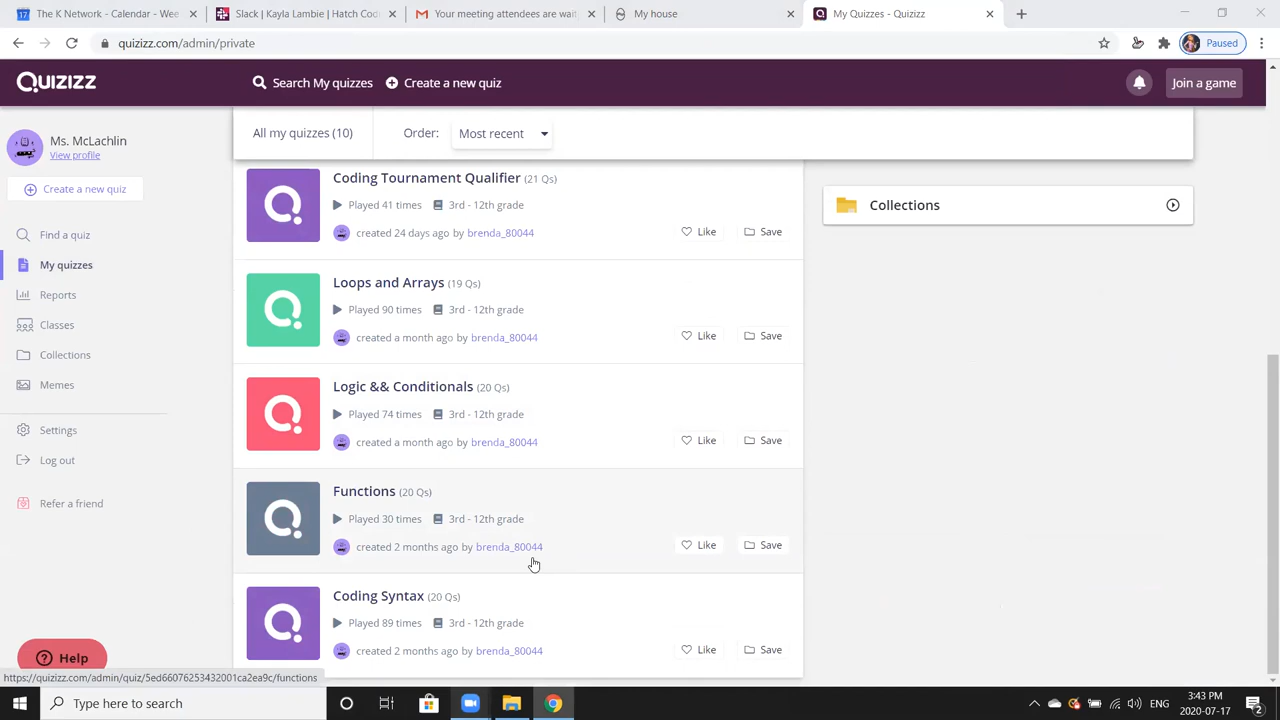 The K Network - Calendar - Wee
Slack | Kayla Lambie | Hatch Cod
Your meeting attendees are wait
My house
My Quizzes - Quizizz
quizizz.com/admin/private
Paused
QUIZIZZ
Search My quizzes
Create a new quiz
Join a game
Ms. McLachlin
View profile
Create a new quiz
Find a quiz
My quizzes
Reports
Classes
Collections
Memes
Settings
Log out
Refer a friend
Help
All my quizzes (10)
Order:
Most recent
Coding Tournament Qualifier (21 Qs)
Played 41 times 3rd - 12th grade
created 24 days ago by brenda_80044
Like Save
Loops and Arrays (19 Qs)
Played 90 times 3rd - 12th grade
created a month ago by brenda_80044
Like Save
Logic && Conditionals (20 Qs)
Played 74 times 3rd - 12th grade
created a month ago by brenda_80044
Like Save
Functions (20 Qs)
Played 30 times 3rd - 12th grade
created 2 months ago by brenda_80044
Like Save
Coding Syntax (20 Qs)
Played 89 times 3rd - 12th grade
created 2 months ago by brenda_80044
Like Save
Collections
https://quizizz.com/admin/quiz/5ed66076253432001ca2ea9c/functions
Type here to search
ENG
3:43 PM
2020-07-17
2